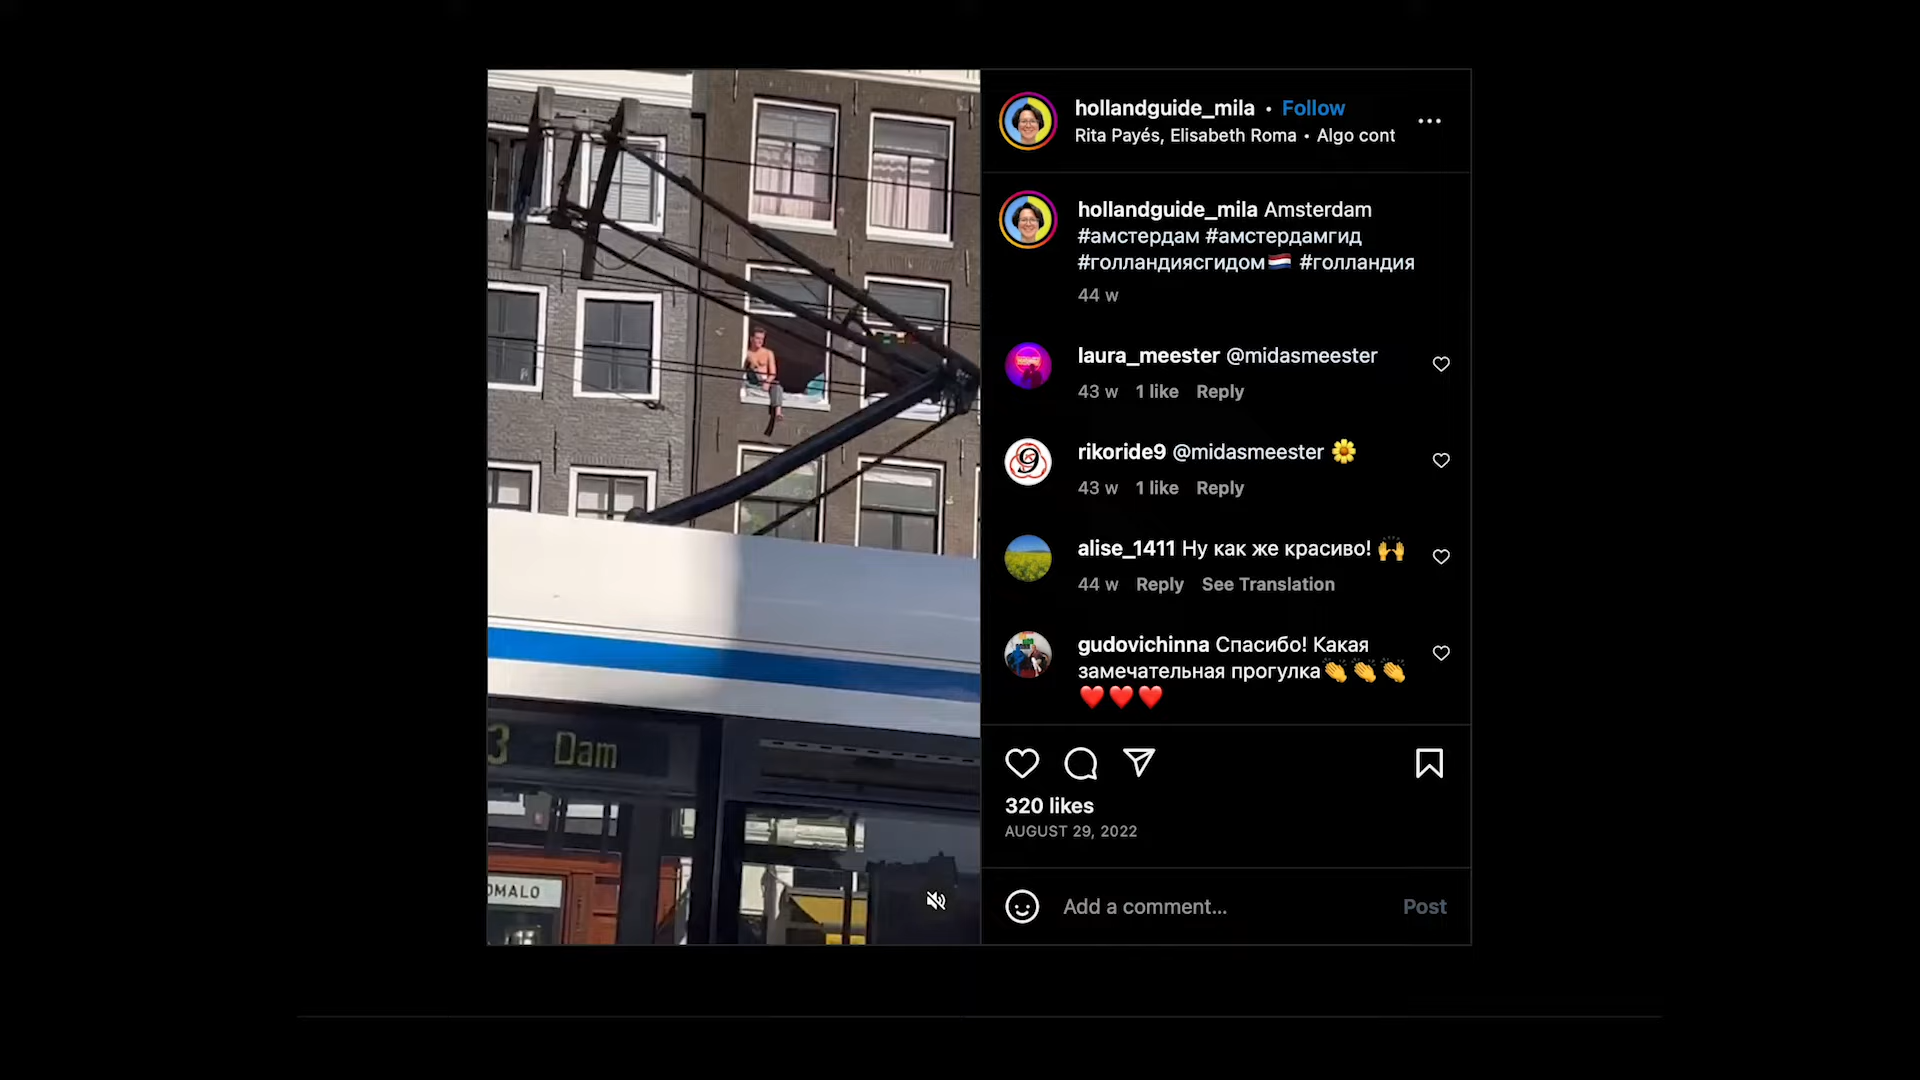 hollandguide_mila • Follow
Rita Payés, Elisabeth Roma • Algo cont
hollandguide_mila Amsterdam
#амстердам #амстердамгид
#голландиясгидом🇳🇱 #голландия
44 w
laura_meester @midasmeester
43 w 1 like Reply
rikoride9 @midasmeester 🌼
43 w 1 like Reply
alise_1411 Ну как же красиво! 🙌
44 w Reply See Translation
gudovichinna Спасибо! Какая
замечательная прогулка👏👏👏
❤️❤️❤️
320 likes
AUGUST 29, 2022
Add a comment... Post
3 Dam
OMALO
9